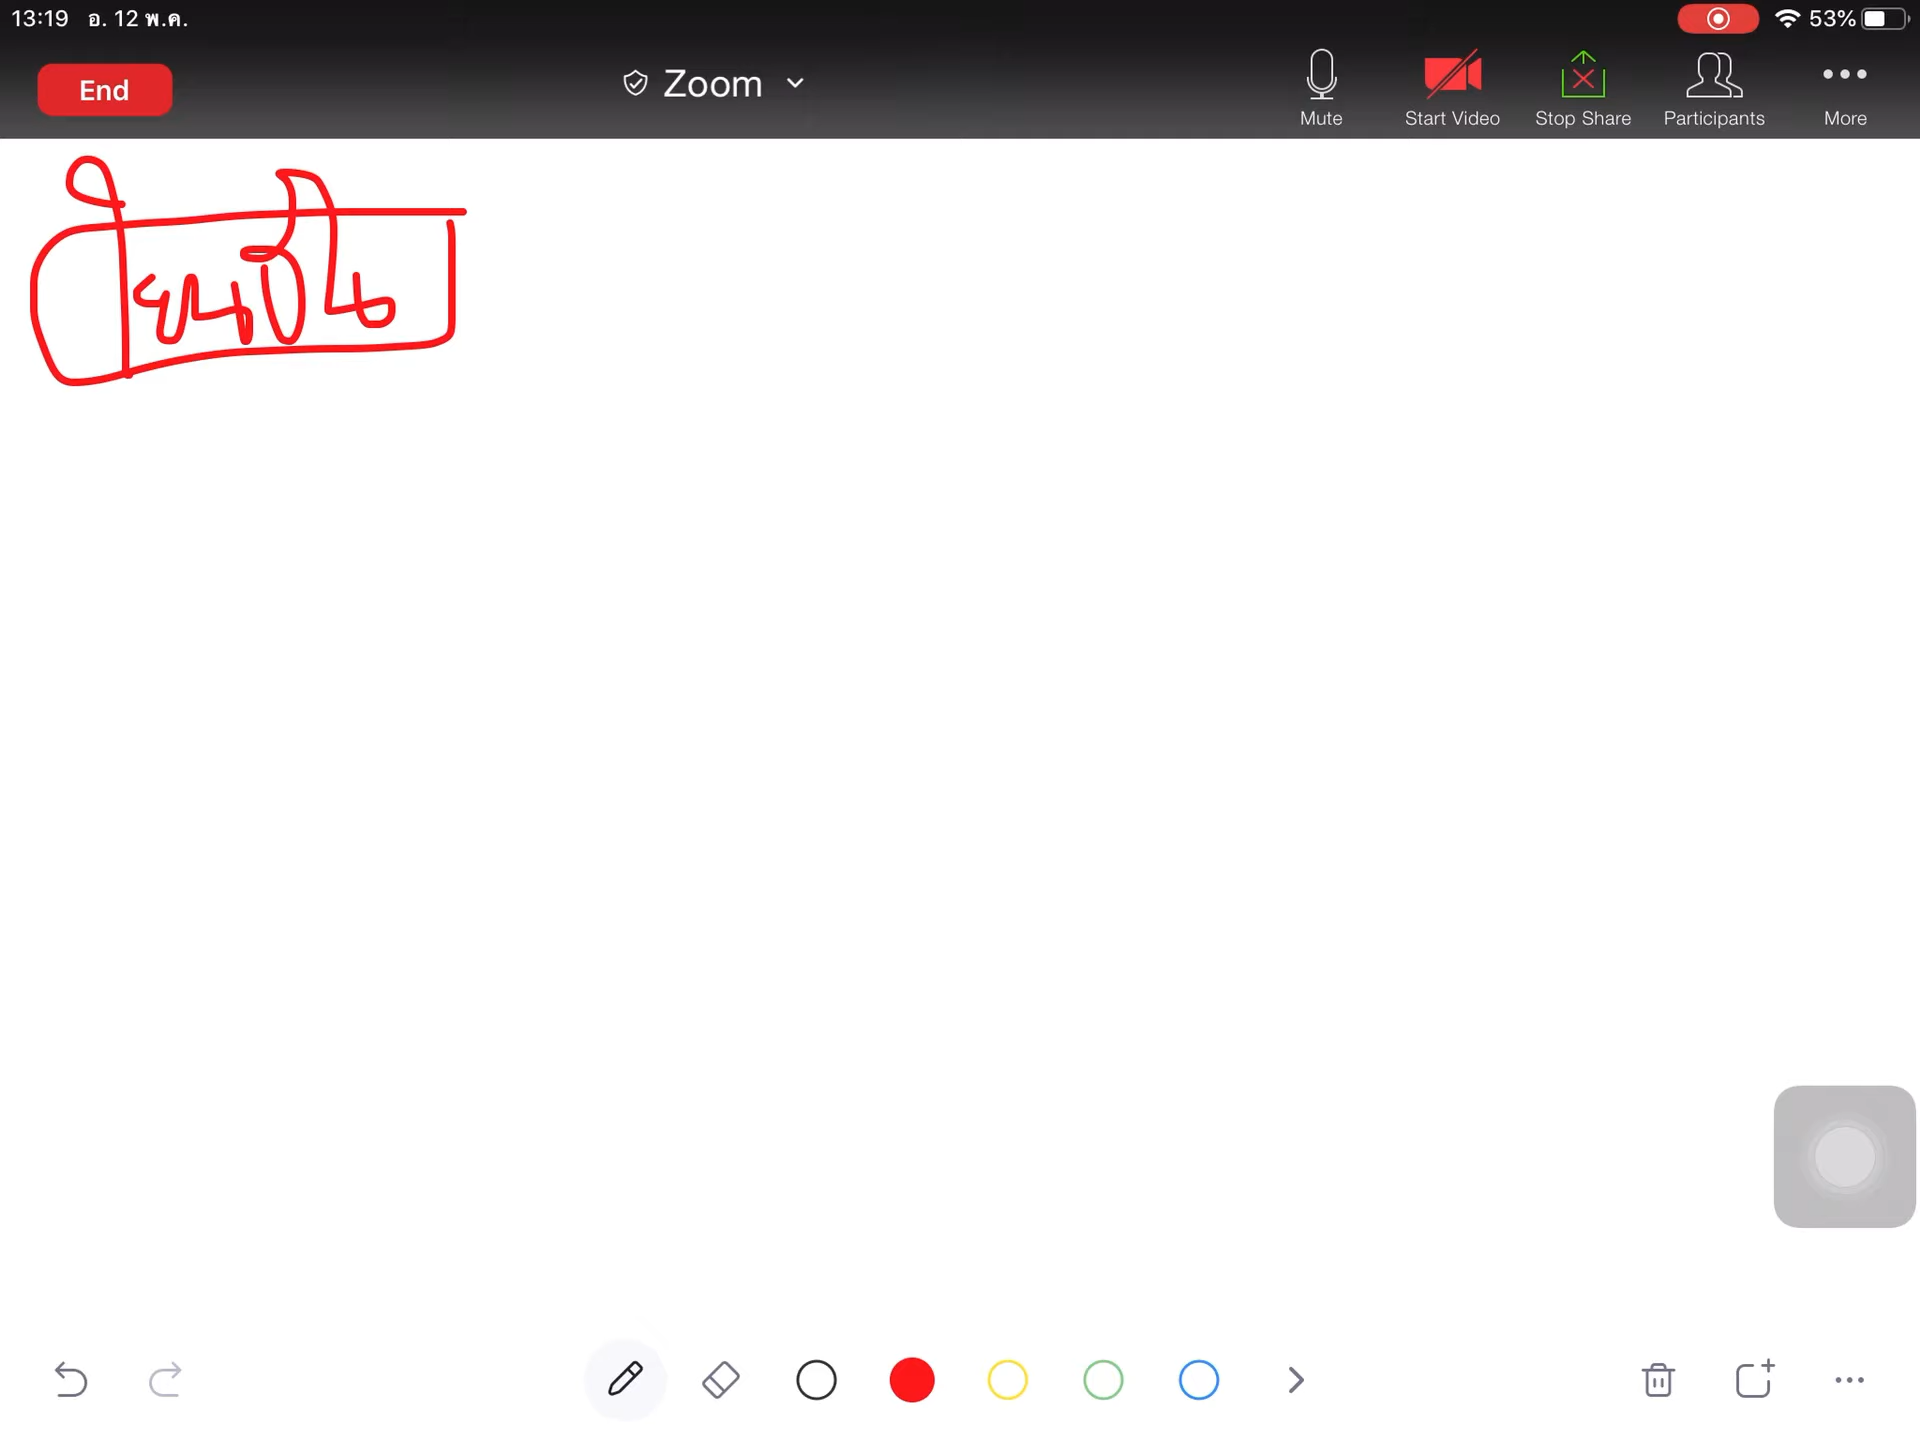 13:19 อ. 12 พ.ค. 53%
End Zoom
Mute Start Video Stop Share Participants More